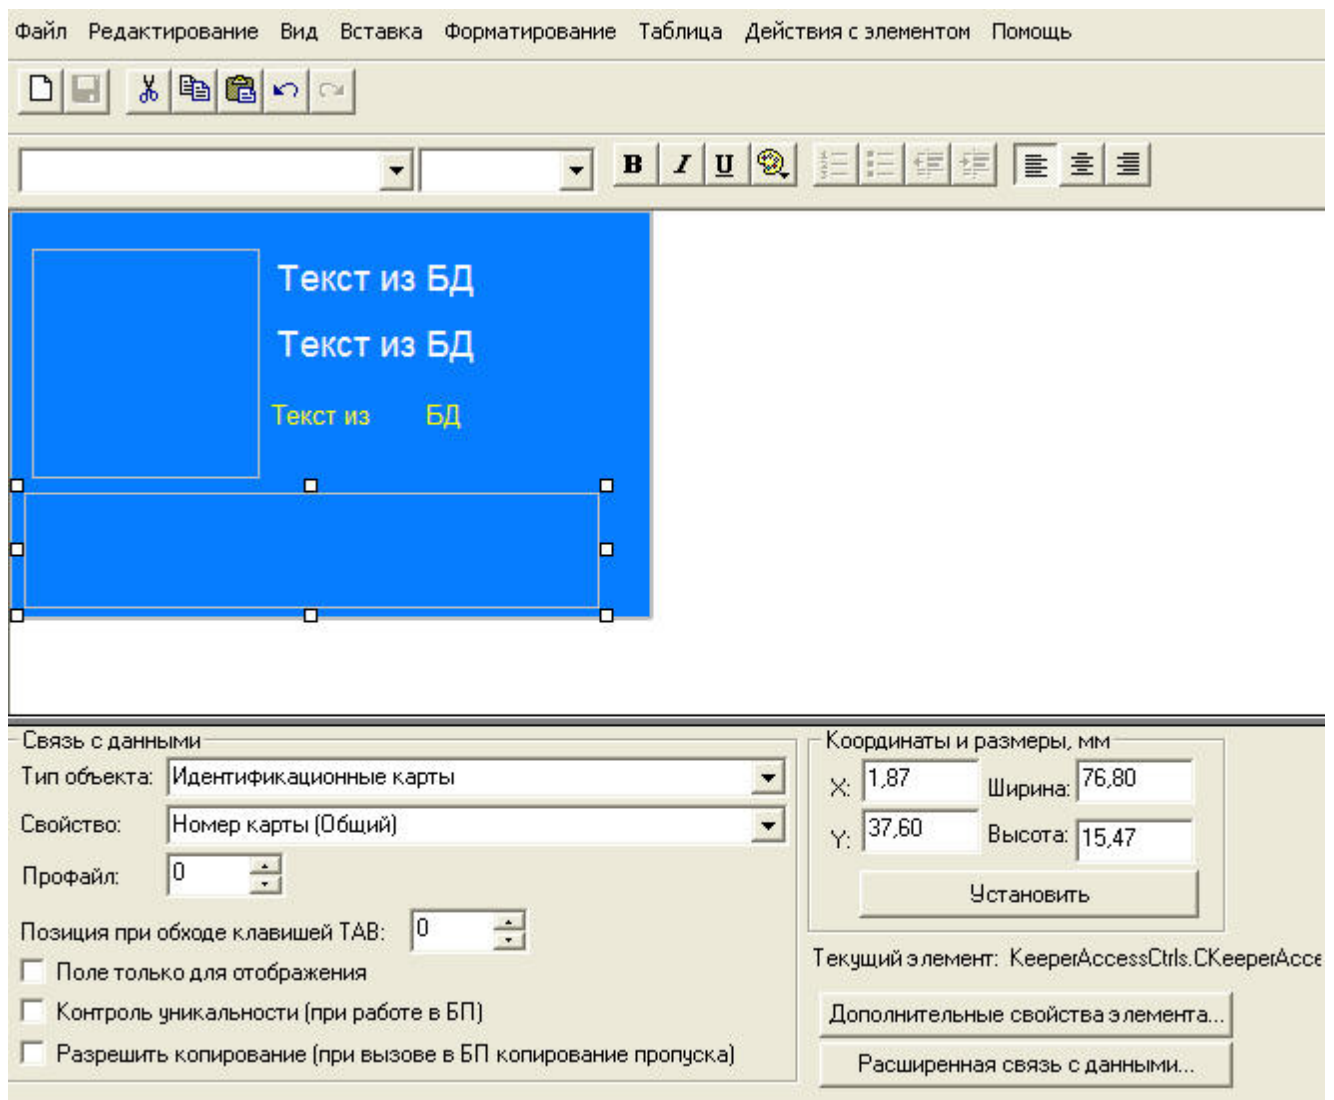 Файл Редактирование Вид Вставка Форматирование Таблица Действия с элементом Помощь
B I U
Текст из БД
Текст из БД
Текст из БД
Связь с данными
Тип объекта: Идентификационные карты
Свойство: Номер карты (Общий)
Профайл: 0
Позиция при обходе клавишей TAB: 0
Поле только для отображения
Контроль уникальности (при работе в БП)
Разрешить копирование (при вызове в БП копирование пропуска)
Координаты и размеры, мм
X: 1,87 Ширина: 76,80
Y: 37,60 Высота: 15,47
Установить
Текущий элемент: KeeperAccessCtrls.CKeeperAcce
Дополнительные свойства элемента...
Расширенная связь с данными...